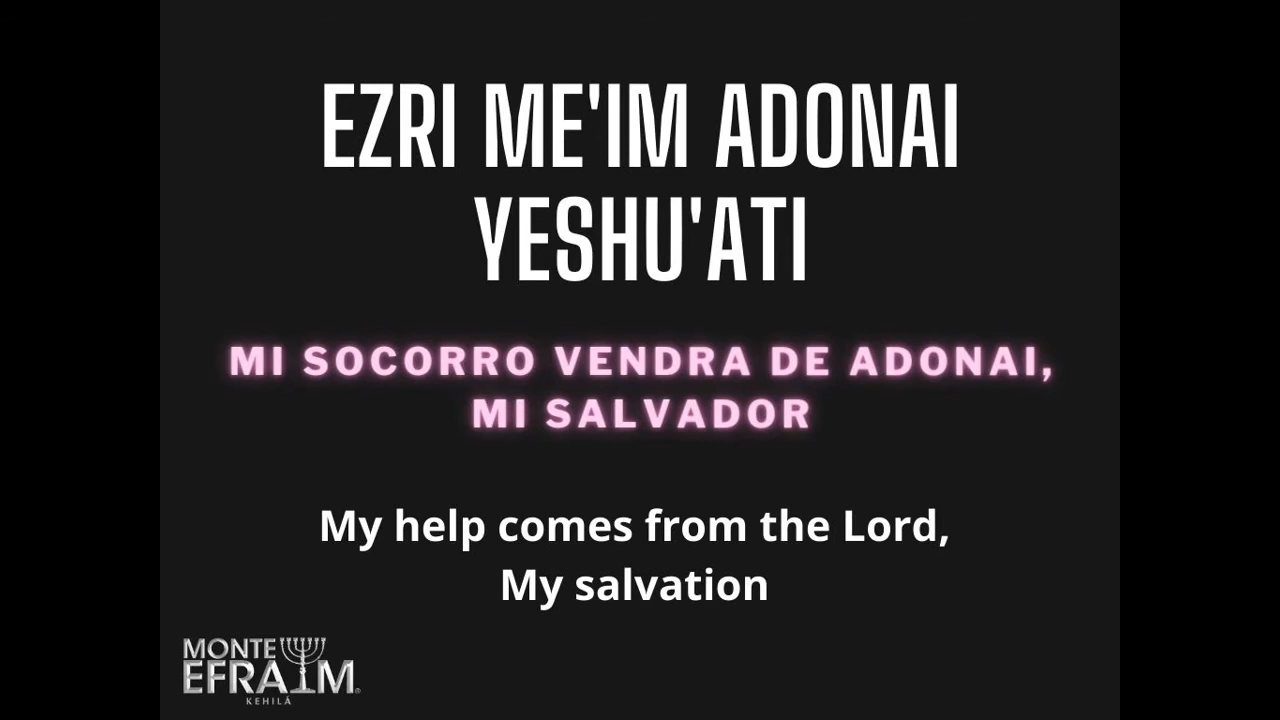 EZRI ME'IM ADONAI
YESHU'ATI
MI SOCORRO VENDRA DE ADONAI,
MI SALVADOR
My help comes from the Lord,
My salvation
MONTE
EFRAIM®
KEHILÁ